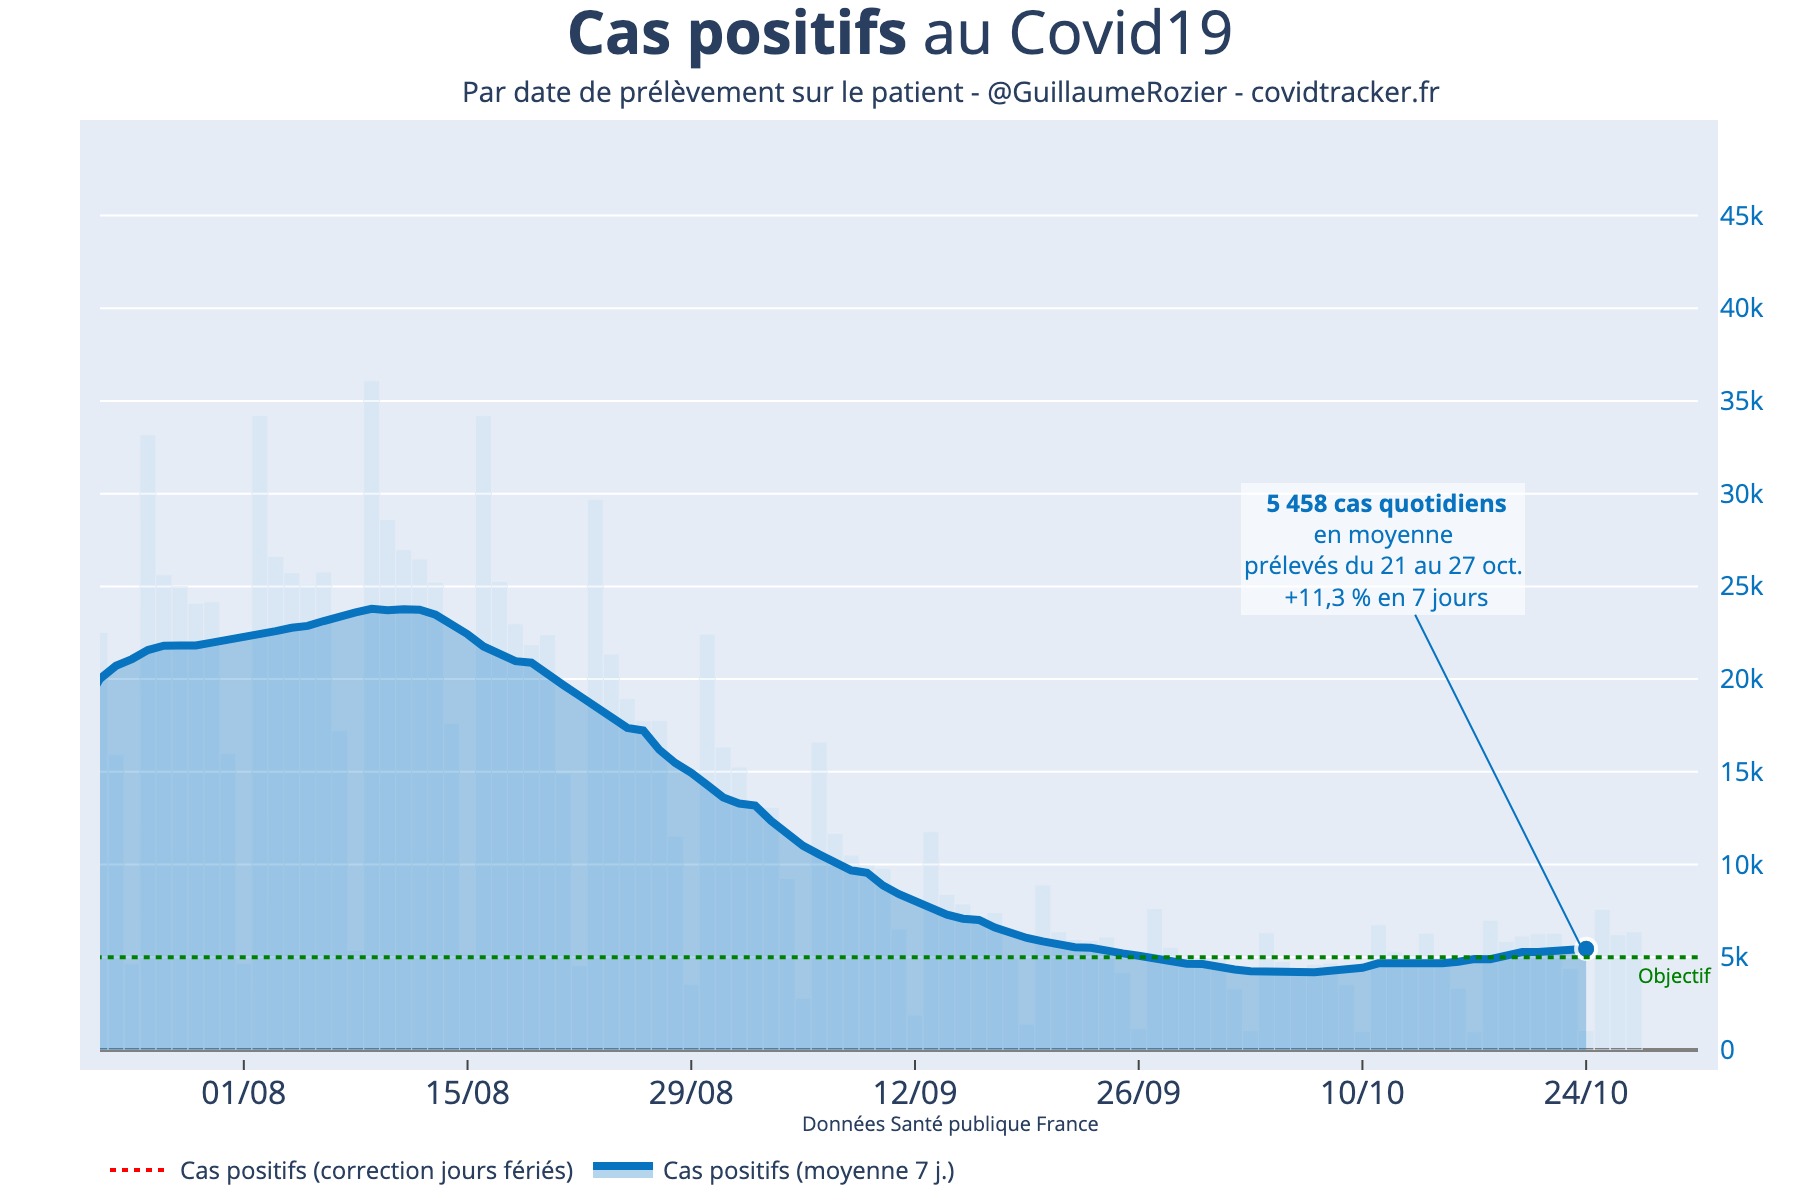 Cas positifs au Covid19
Par date de prélèvement sur le patient - @GuillaumeRozier - covidtracker.fr
45k
40k
35k
30k
5 458 cas quotidiens
en moyenne
prélevés du 21 au 27 oct.
+11,3 % en 7 jours
25k
20k
15k
10k
5k
Objectif
0
01/08 15/08 29/08 12/09 26/09 10/10 24/10
Données Santé publique France
Cas positifs (correction jours fériés) Cas positifs (moyenne 7 j.)